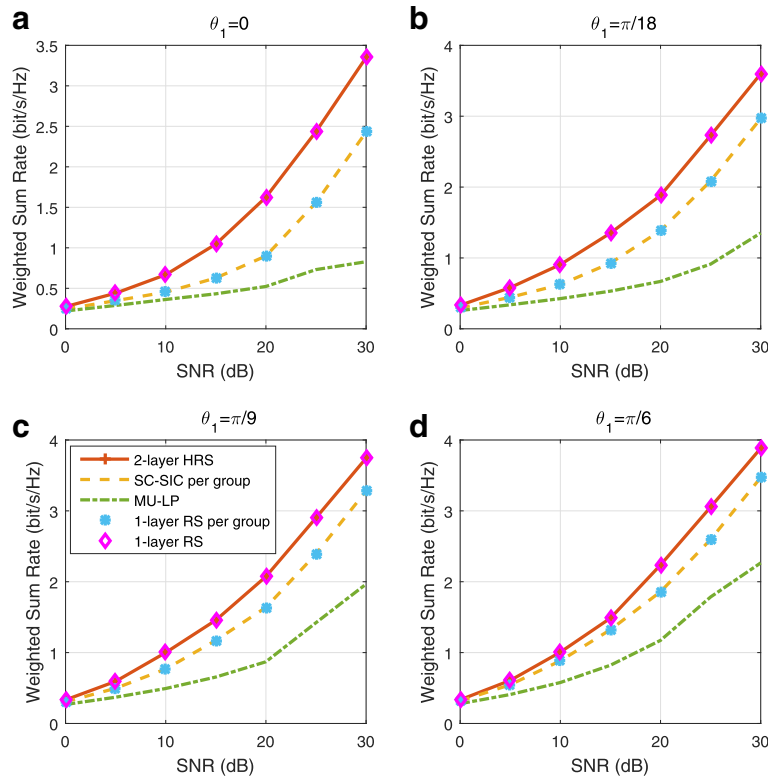 a
θ1=0
Weighted Sum Rate (bit/s/Hz)
3.5
3
2.5
2
1.5
1
0.5
0
0 10 20 30
SNR (dB)
b
θ1=π/18
Weighted Sum Rate (bit/s/Hz)
4
3
2
1
0
0 10 20 30
SNR (dB)
c
θ1=π/9
Weighted Sum Rate (bit/s/Hz)
4
3
2
1
0
2-layer HRS
SC-SIC per group
MU-LP
1-layer RS per group
1-layer RS
0 10 20 30
SNR (dB)
d
θ1=π/6
Weighted Sum Rate (bit/s/Hz)
4
3
2
1
0
0 10 20 30
SNR (dB)